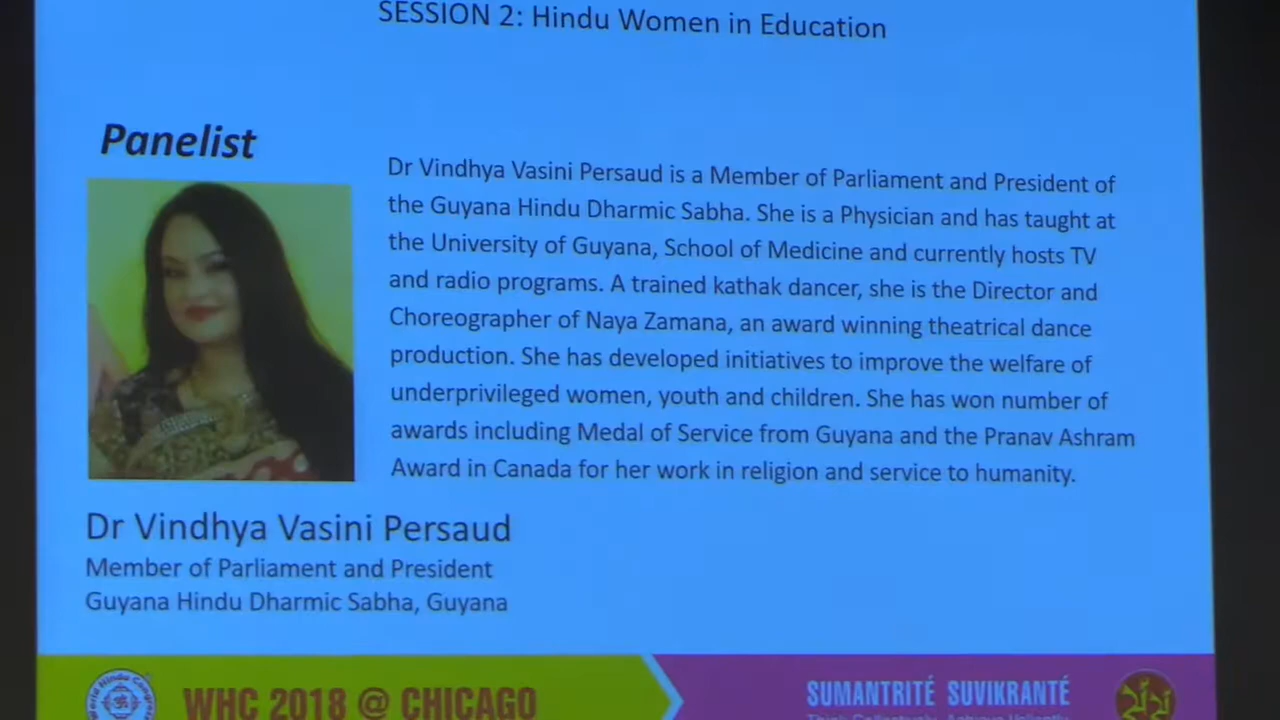 SESSION 2: Hindu Women in Education
Panelist
Dr Vindhya Vasini Persaud is a Member of Parliament and President of
the Guyana Hindu Dharmic Sabha. She is a Physician and has taught at
the University of Guyana, School of Medicine and currently hosts TV
and radio programs. A trained kathak dancer, she is the Director and
Choreographer of Naya Zamana, an award winning theatrical dance
production. She has developed initiatives to improve the welfare of
underprivileged women, youth and children. She has won number of
awards including Medal of Service from Guyana and the Pranav Ashram
Award in Canada for her work in religion and service to humanity.
Dr Vindhya Vasini Persaud
Member of Parliament and President
Guyana Hindu Dharmic Sabha, Guyana
World Hindu Congress
WHC 2018 @ CHICAGO
SUMANTRITÉ SUVIKRANTÉ